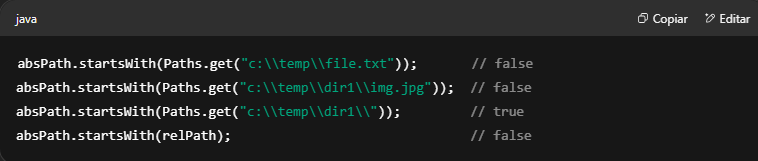 java
Copiar
Editar
absPath.startsWith(Paths.get("c:\\temp\\file.txt"));       // false
absPath.startsWith(Paths.get("c:\\temp\\dir1\\img.jpg"));  // false
absPath.startsWith(Paths.get("c:\\temp\\dir1\\"));         // true
absPath.startsWith(relPath);                               // false